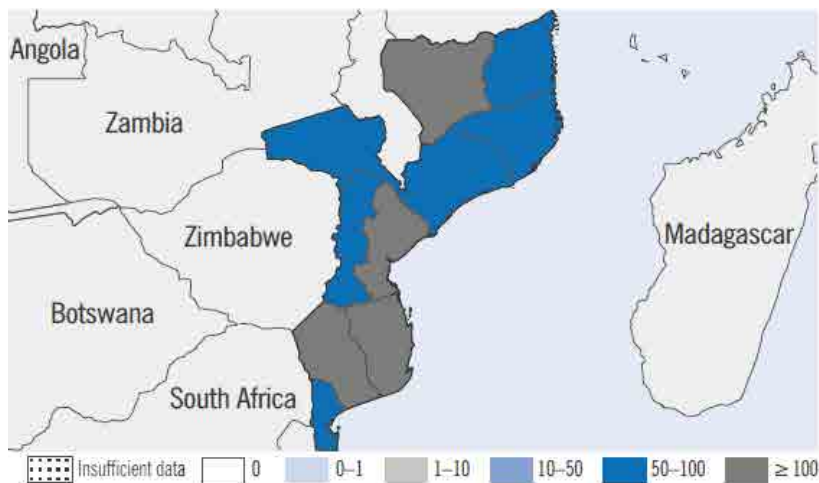 Angola
Zambia
Zimbabwe
Madagascar
Botswana
South Africa
Insufficient data 0 0–1 1–10 10–50 50–100 ≥ 100